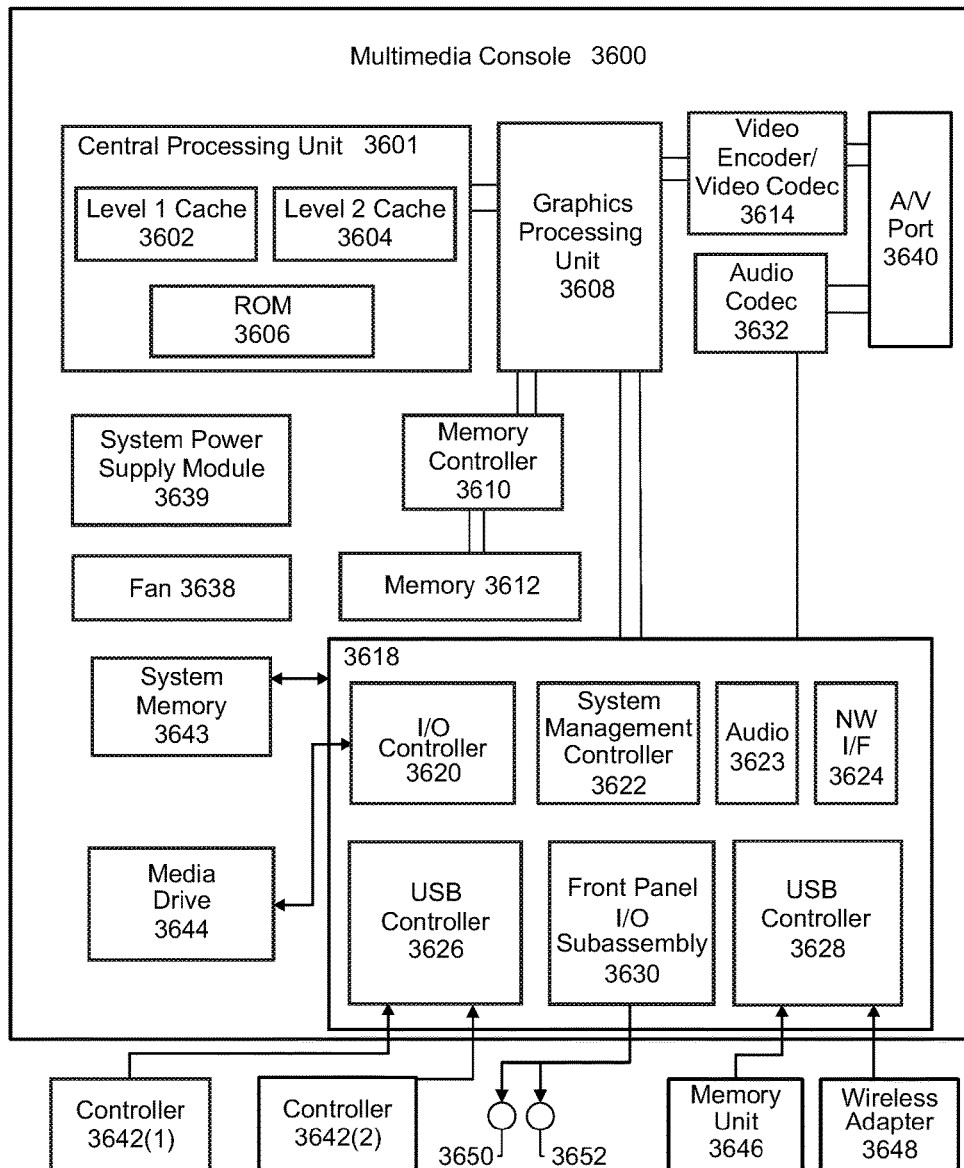 Multimedia Console 3600
Central Processing Unit 3601
Level 1 Cache
3602
Level 2 Cache
3604
ROM
3606
Graphics
Processing
Unit
3608
Video
Encoder/
Video Codec
3614
A/V
Port
3640
Audio
Codec
3632
System Power
Supply Module
3639
Memory
Controller
3610
Fan 3638
Memory 3612
System
Memory
3643
3618
I/O
Controller
3620
System
Management
Controller
3622
Audio
3623
NW
I/F
3624
Media
Drive
3644
USB
Controller
3626
Front Panel
I/O
Subassembly
3630
USB
Controller
3628
Controller
3642(1)
Controller
3642(2)
3650
3652
Memory
Unit
3646
Wireless
Adapter
3648